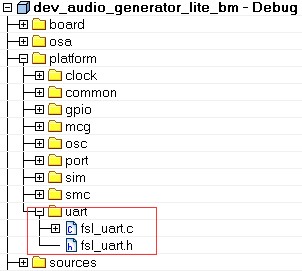 dev_audio_generator_lite_bm - Debug
board
osa
platform
clock
common
gpio
mcg
osc
port
sim
smc
uart
fsl_uart.c
fsl_uart.h
sources